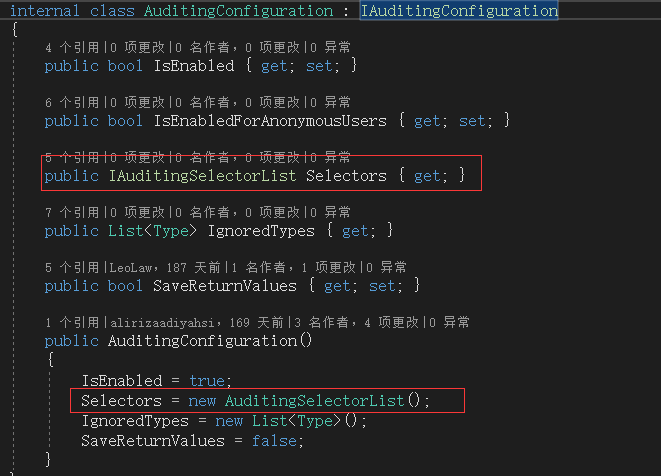 internal class AuditingConfiguration : IAuditingConfiguration
{
4 个引用|0 项更改|0 名作者，0 项更改|0 异常
public bool IsEnabled { get; set; }
6 个引用|0 项更改|0 名作者，0 项更改|0 异常
public bool IsEnabledForAnonymousUsers { get; set; }
5 个引用|0 项更改|0 名作者，0 项更改|0 异常
public IAuditingSelectorList Selectors { get; }
7 个引用|0 项更改|0 名作者，0 项更改|0 异常
public List<Type> IgnoredTypes { get; }
5 个引用|LeoLaw，187 天前|1 名作者，1 项更改|0 异常
public bool SaveReturnValues { get; set; }
1 个引用|alirizaadiyahsi，169 天前|3 名作者，4 项更改|0 异常
public AuditingConfiguration()
{
IsEnabled = true;
Selectors = new AuditingSelectorList();
IgnoredTypes = new List<Type>();
SaveReturnValues = false;
}